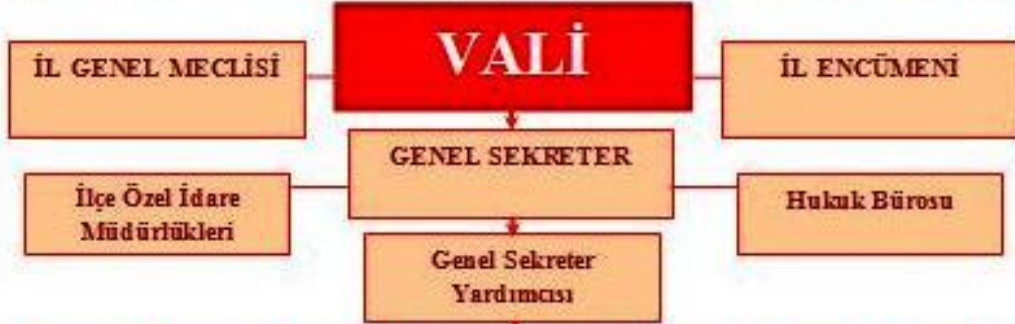 VALİ
İL GENEL MECLİSİ
İL ENCÜMENİ
GENEL SEKRETER
İlçe Özel İdare
Müdürlükleri
Hukuk Bürosu
Genel Sekreter
Yardımcısı